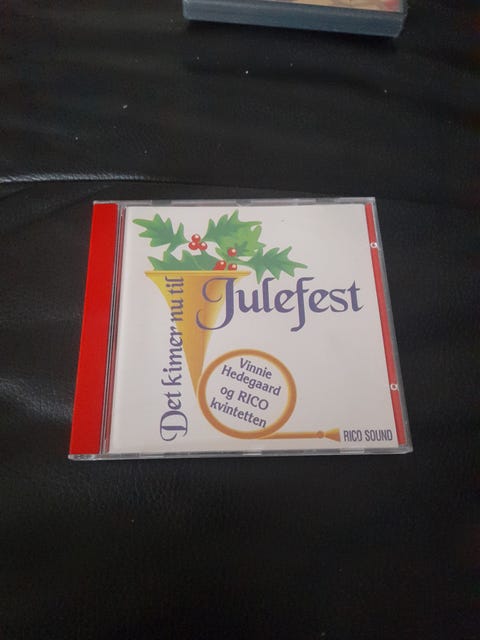 Det kimer nu til
Julefest
Vinnie
Hedegaard
og RICO
kvintetten
RICO SOUND